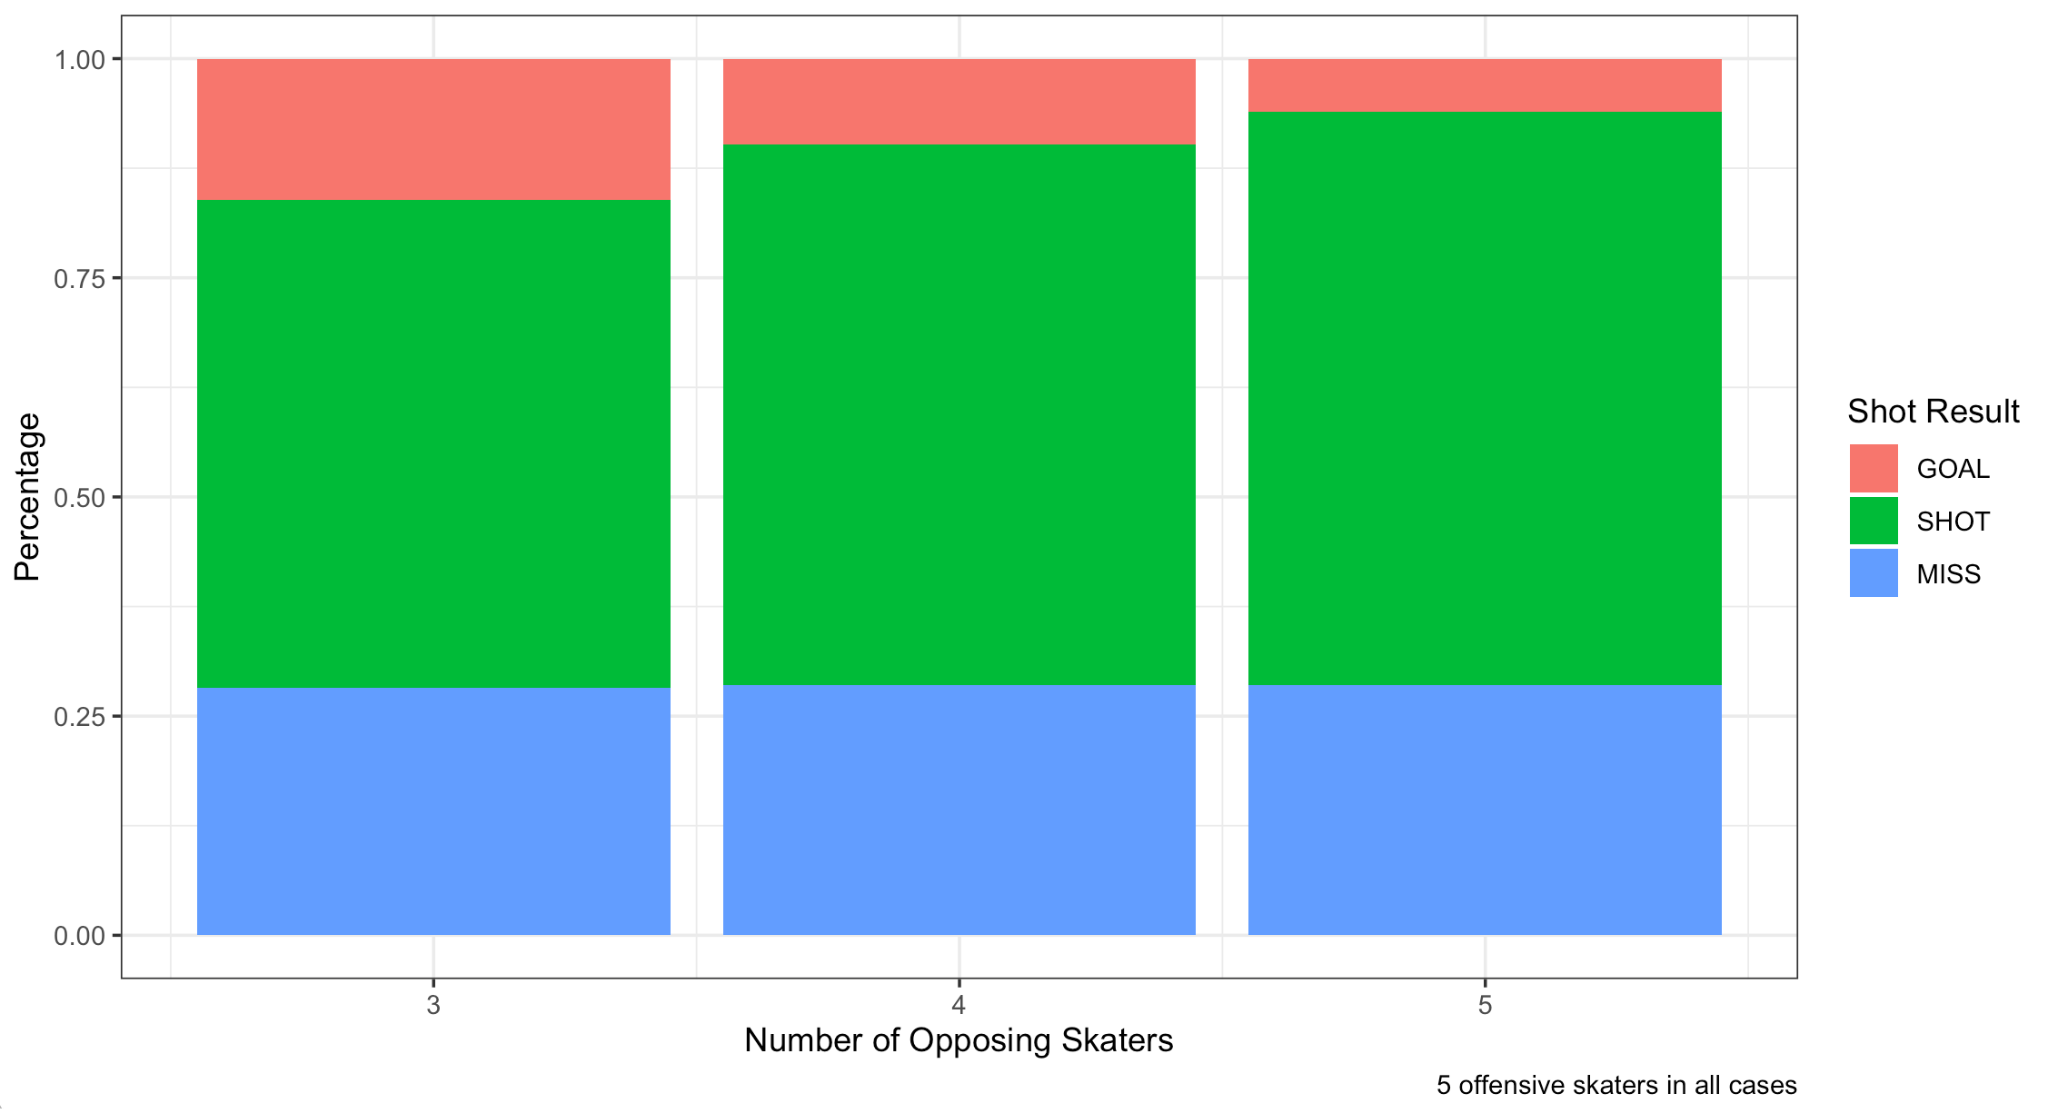 1.00
0.75
0.50
0.25
0.00
Percentage
3 4 5
Number of Opposing Skaters
5 offensive skaters in all cases
Shot Result
GOAL
SHOT
MISS